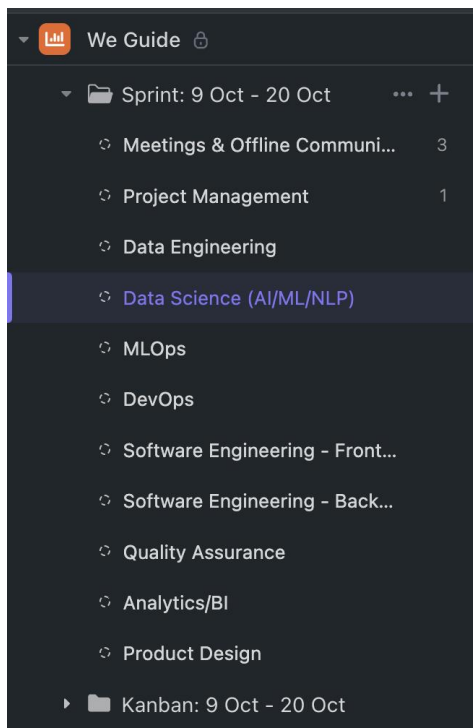 We Guide
Sprint: 9 Oct - 20 Oct
Meetings & Offline Communi... 3
Project Management 1
Data Engineering
Data Science (AI/ML/NLP)
MLOps
DevOps
Software Engineering - Front...
Software Engineering - Back...
Quality Assurance
Analytics/BI
Product Design
Kanban: 9 Oct - 20 Oct